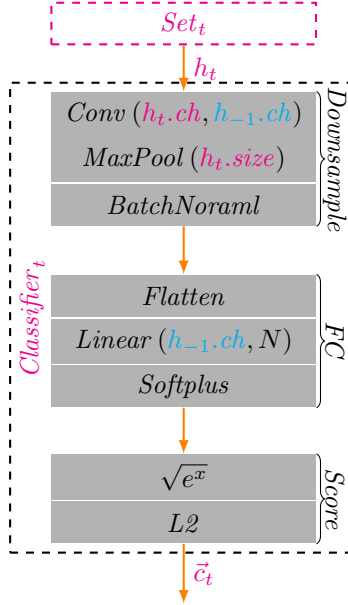 Set_t
h_t
Conv (h_t.ch, h_{-1}.ch)
MaxPool (h_t.size)
BatchNoraml
Downsample
Classifier_t
Flatten
Linear (h_{-1}.ch, N)
Softplus
FC
√e^x
L2
Score
c⃗_t